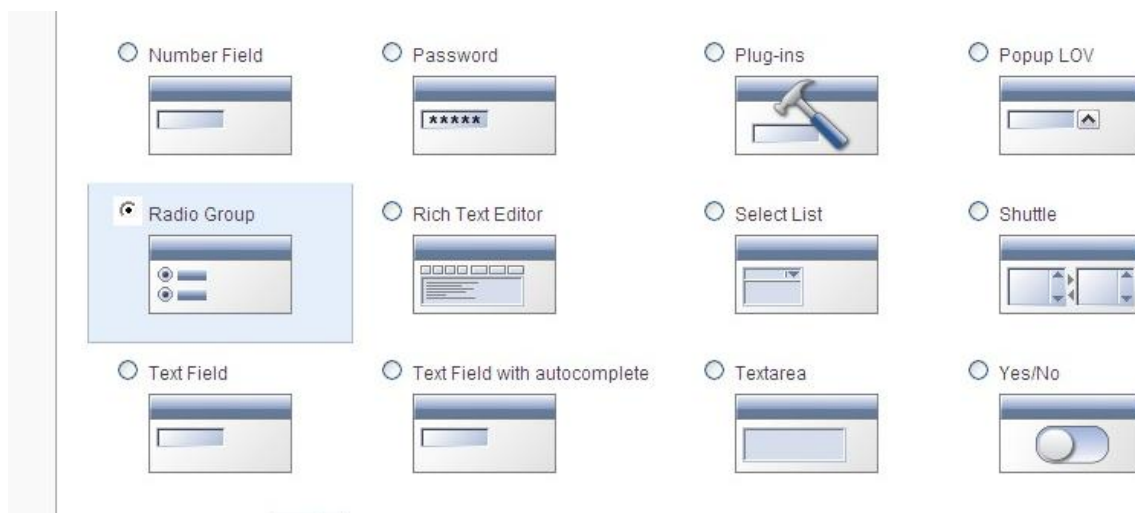 Number Field
Password
Plug-ins
Popup LOV
*****
Radio Group
Rich Text Editor
Select List
Shuttle
Text Field
Text Field with autocomplete
Textarea
Yes/No